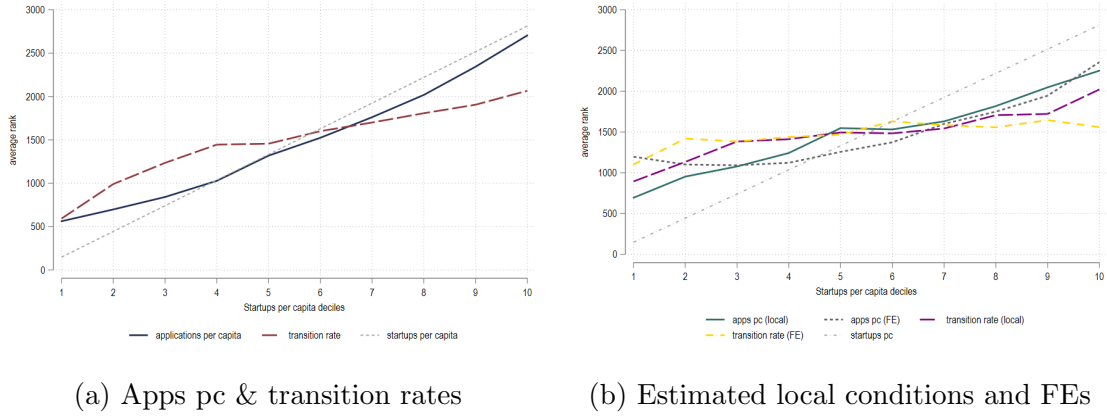 3000
2500
2000
1500
1000
500
0
average rank
1 2 3 4 5 6 7 8 9 10
Startups per capita deciles
applications per capita transition rate startups per capita
(a) Apps pc & transition rates
3000
2500
2000
1500
1000
500
0
average rank
1 2 3 4 5 6 7 8 9 10
Startups per capita deciles
apps pc (local) apps pc (FE) transition rate (local)
transition rate (FE) startups pc
(b) Estimated local conditions and FEs